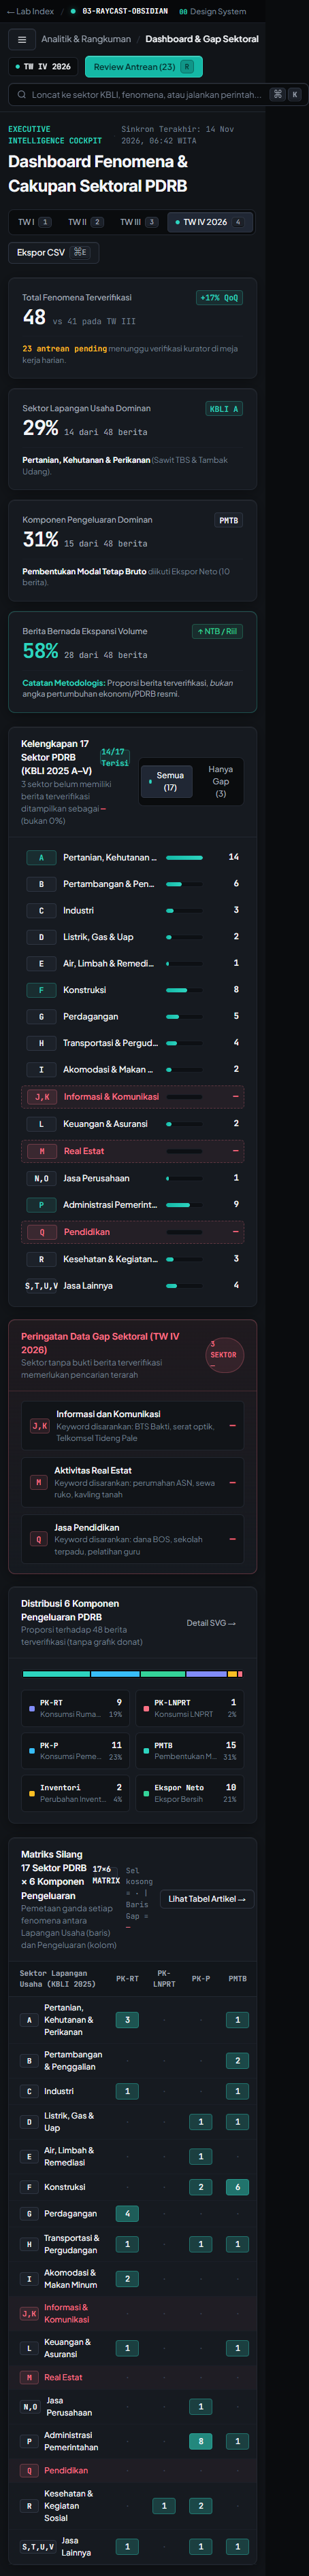 ← Lab Index / 03-RAYCAST-OBSIDIAN 00 Design System
Analitik & Rangkuman / Dashboard & Gap Sektoral
TW IV 2026 Review Antrean (23) R
Loncat ke sektor KBLI, fenomena, atau jalankan perintah... ⌘ K
EXECUTIVE INTELLIGENCE COCKPIT
Sinkron Terakhir: 14 Nov 2026, 06:42 WITA
Dashboard Fenomena &
Cakupan Sektoral PDRB
TW I 1 TW II 2 TW III 3 TW IV 2026 4
Ekspor CSV ⌘E
Total Fenomena Terverifikasi +17% QoQ
48 vs 41 pada TW III
23 antrean pending menunggu verifikasi kurator di meja
kerja harian.
Sektor Lapangan Usaha Dominan KBLI A
29% 14 dari 48 berita
Pertanian, Kehutanan & Perikanan (Sawit TBS & Tambak
Udang).
Komponen Pengeluaran Dominan PMTB
31% 15 dari 48 berita
Pembentukan Modal Tetap Bruto diikuti Ekspor Neto (10
berita).
Berita Bernada Ekspansi Volume ↑ NTB / Riil
58% 28 dari 48 berita
Catatan Metodologis: Proporsi berita terverifikasi, bukan
angka pertumbuhan ekonomi/PDRB resmi.
Kelengkapan 17
Sektor PDRB
(KBLI 2025 A–V)
14/17
Terisi
3 sektor belum memiliki
berita terverifikasi
ditampilkan sebagai —
(bukan 0%)
Semua
(17)
Hanya
Gap
(3)
A Pertanian, Kehutanan ... 14
B Pertambangan & Pen... 6
C Industri 3
D Listrik, Gas & Uap 2
E Air, Limbah & Remedi... 1
F Konstruksi 8
G Perdagangan 5
H Transportasi & Pergud... 4
I Akomodasi & Makan ... 2
J,K Informasi & Komunikasi —
L Keuangan & Asuransi 2
M Real Estat —
N,O Jasa Perusahaan 1
P Administrasi Pemerint... 9
Q Pendidikan —
R Kesehatan & Kegiatan... 3
S,T,U,V Jasa Lainnya 4
Peringatan Data Gap Sektoral (TW IV
2026)
Sektor tanpa bukti berita terverifikasi
memerlukan pencarian terarah
3
SEKTOR
—
J,K Informasi dan Komunikasi —
Keyword disarankan: BTS Bakti, serat optik,
Telkomsel Tideng Pale
M Aktivitas Real Estat —
Keyword disarankan: perumahan ASN, sewa
ruko, kavling tanah
Q Jasa Pendidikan —
Keyword disarankan: dana BOS, sekolah
terpadu, pelatihan guru
Distribusi 6 Komponen
Pengeluaran PDRB
Proporsi terhadap 48 berita
terverifikasi (tanpa grafik donat)
Detail SVG →
PK-RT 9
Konsumsi Ruma... 19%
PK-LNPRT 1
Konsumsi LNPRT 2%
PK-P 11
Konsumsi Peme... 23%
PMTB 15
Pembentukan M... 31%
Inventori 2
Perubahan Invent... 4%
Ekspor Neto 10
Ekspor Bersih 21%
Matriks Silang
17 Sektor PDRB
× 6 Komponen
Pengeluaran
17×6
MATRIX
Pemetaan ganda setiap
fenomena antara
Lapangan Usaha (baris)
dan Pengeluaran (kolom)
Sel
kosong
= · |
Baris
Gap =
—
Lihat Tabel Artikel →
Sektor Lapangan
Usaha (KBLI 2025)
PK-RT PK-LNPRT PK-P PMTB
A Pertanian, Kehutanan & Perikanan 3 · · 1
B Pertambangan & Penggalian · · · 2
C Industri 1 · · 1
D Listrik, Gas & Uap · · 1 1
E Air, Limbah & Remediasi · · 1 ·
F Konstruksi · · 2 6
G Perdagangan 4 · · ·
H Transportasi & Pergudangan 1 · 1 1
I Akomodasi & Makan Minum 2 · · ·
J,K Informasi & Komunikasi · · · ·
L Keuangan & Asuransi 1 · · 1
M Real Estat · · · ·
N,O Jasa Perusahaan · · 1 ·
P Administrasi Pemerintahan · · 8 1
Q Pendidikan · · · ·
R Kesehatan & Kegiatan Sosial · 1 2 ·
S,T,U,V Jasa Lainnya 1 · 1 1